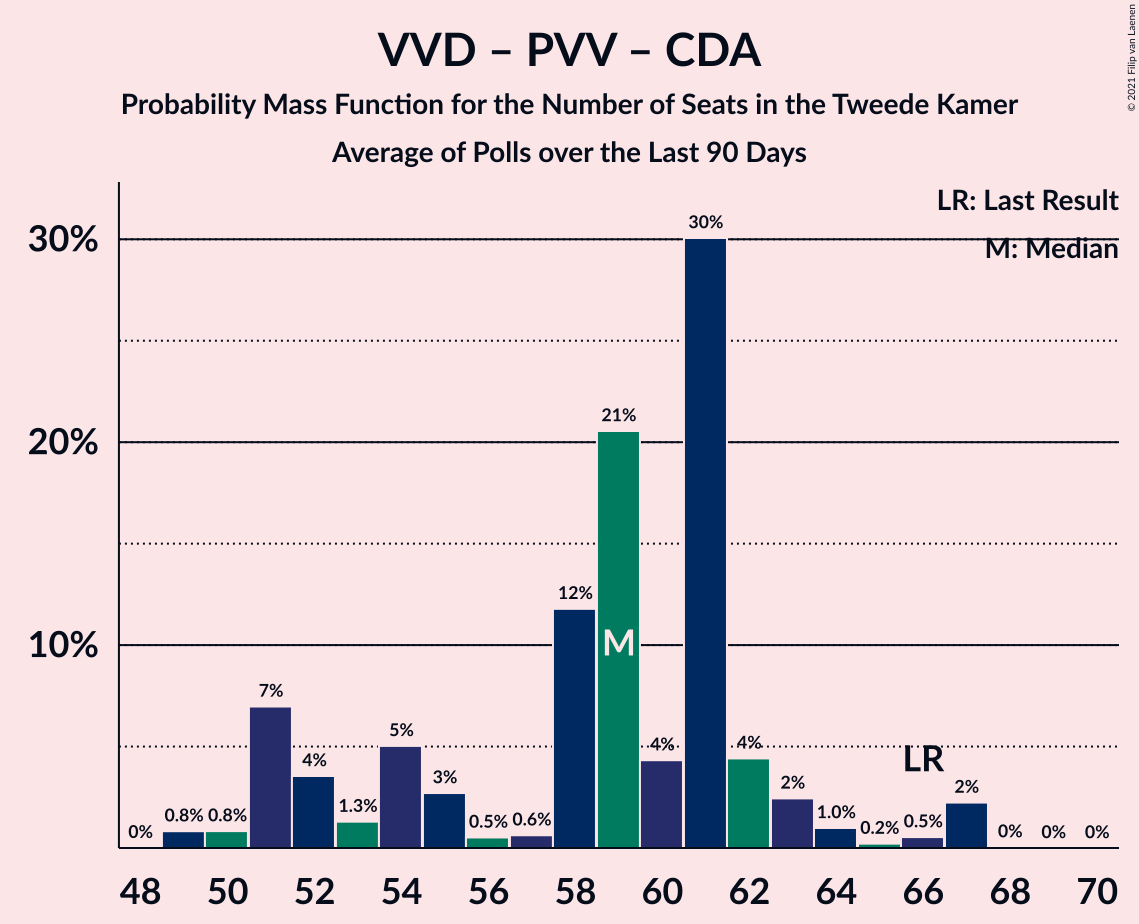 VVD – PVV – CDA
Probability Mass Function for the Number of Seats in the Tweede Kamer
Average of Polls over the Last 90 Days
© 2021 Filip van Laenen
LR: Last Result
M: Median
30%
20%
10%
0%
0.8%
0.8%
7%
4%
1.3%
5%
3%
0.5%
0.6%
12%
21%
M
4%
30%
4%
2%
1.0%
0.2%
0.5%
LR
2%
0%
0%
0%
48 50 52 54 56 58 60 62 64 66 68 70